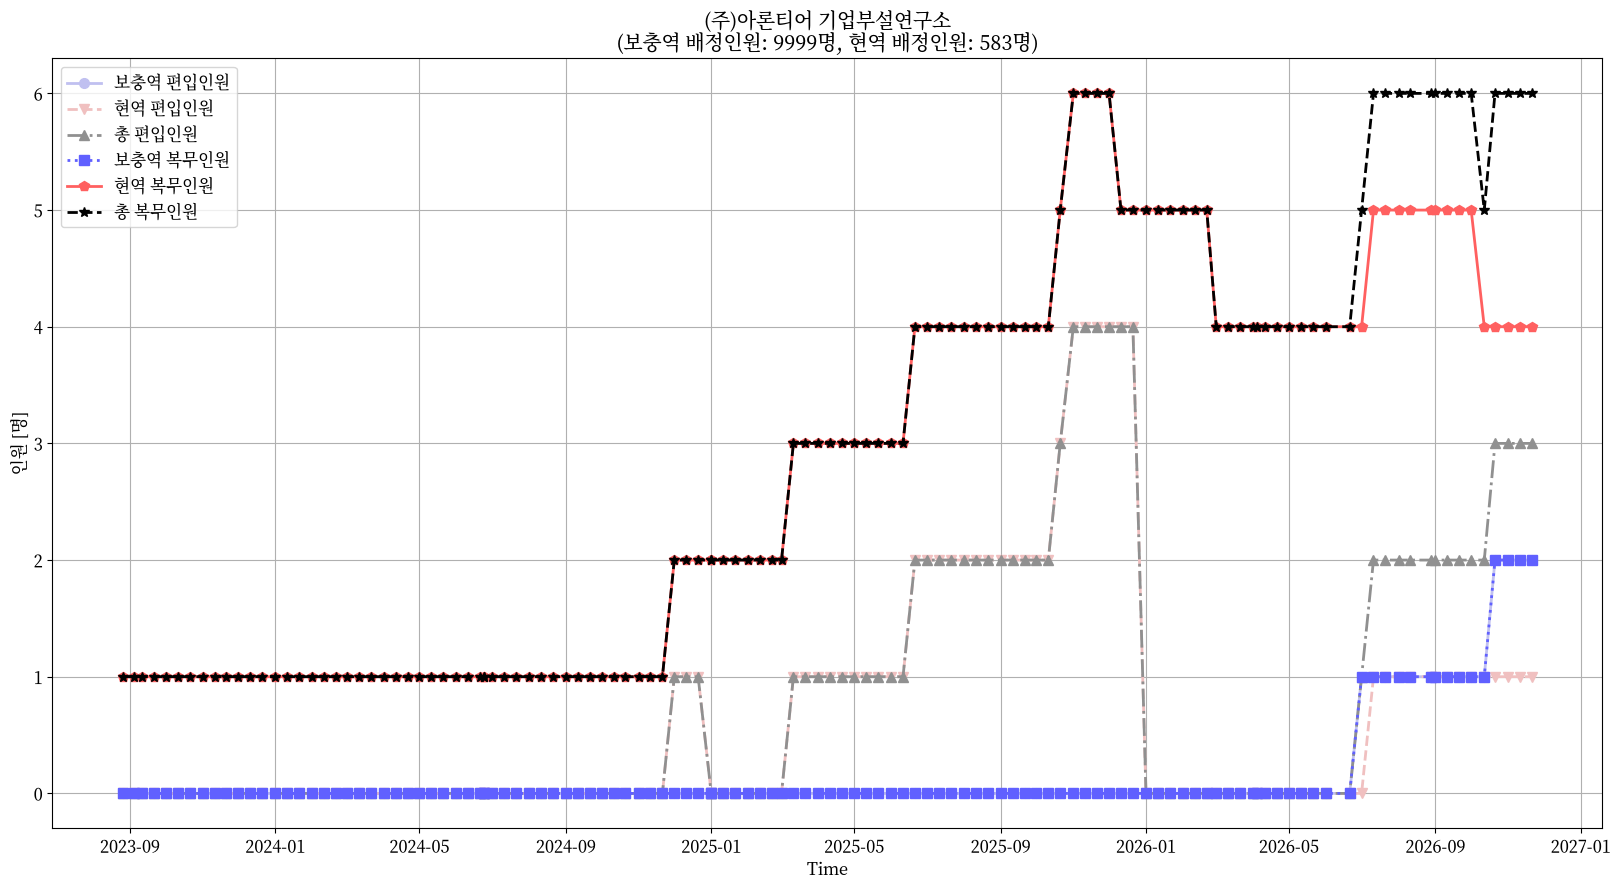 (주)아론티어 기업부설연구소
(보충역 배정인원: 9999명, 현역 배정인원: 583명)
보충역 편입인원
현역 편입인원
총 편입인원
보충역 복무인원
현역 복무인원
총 복무인원
인원 [명]
6
5
4
3
2
1
0
2023-09 2024-01 2024-05 2024-09 2025-01 2025-05 2025-09 2026-01 2026-05 2026-09 2027-01
Time